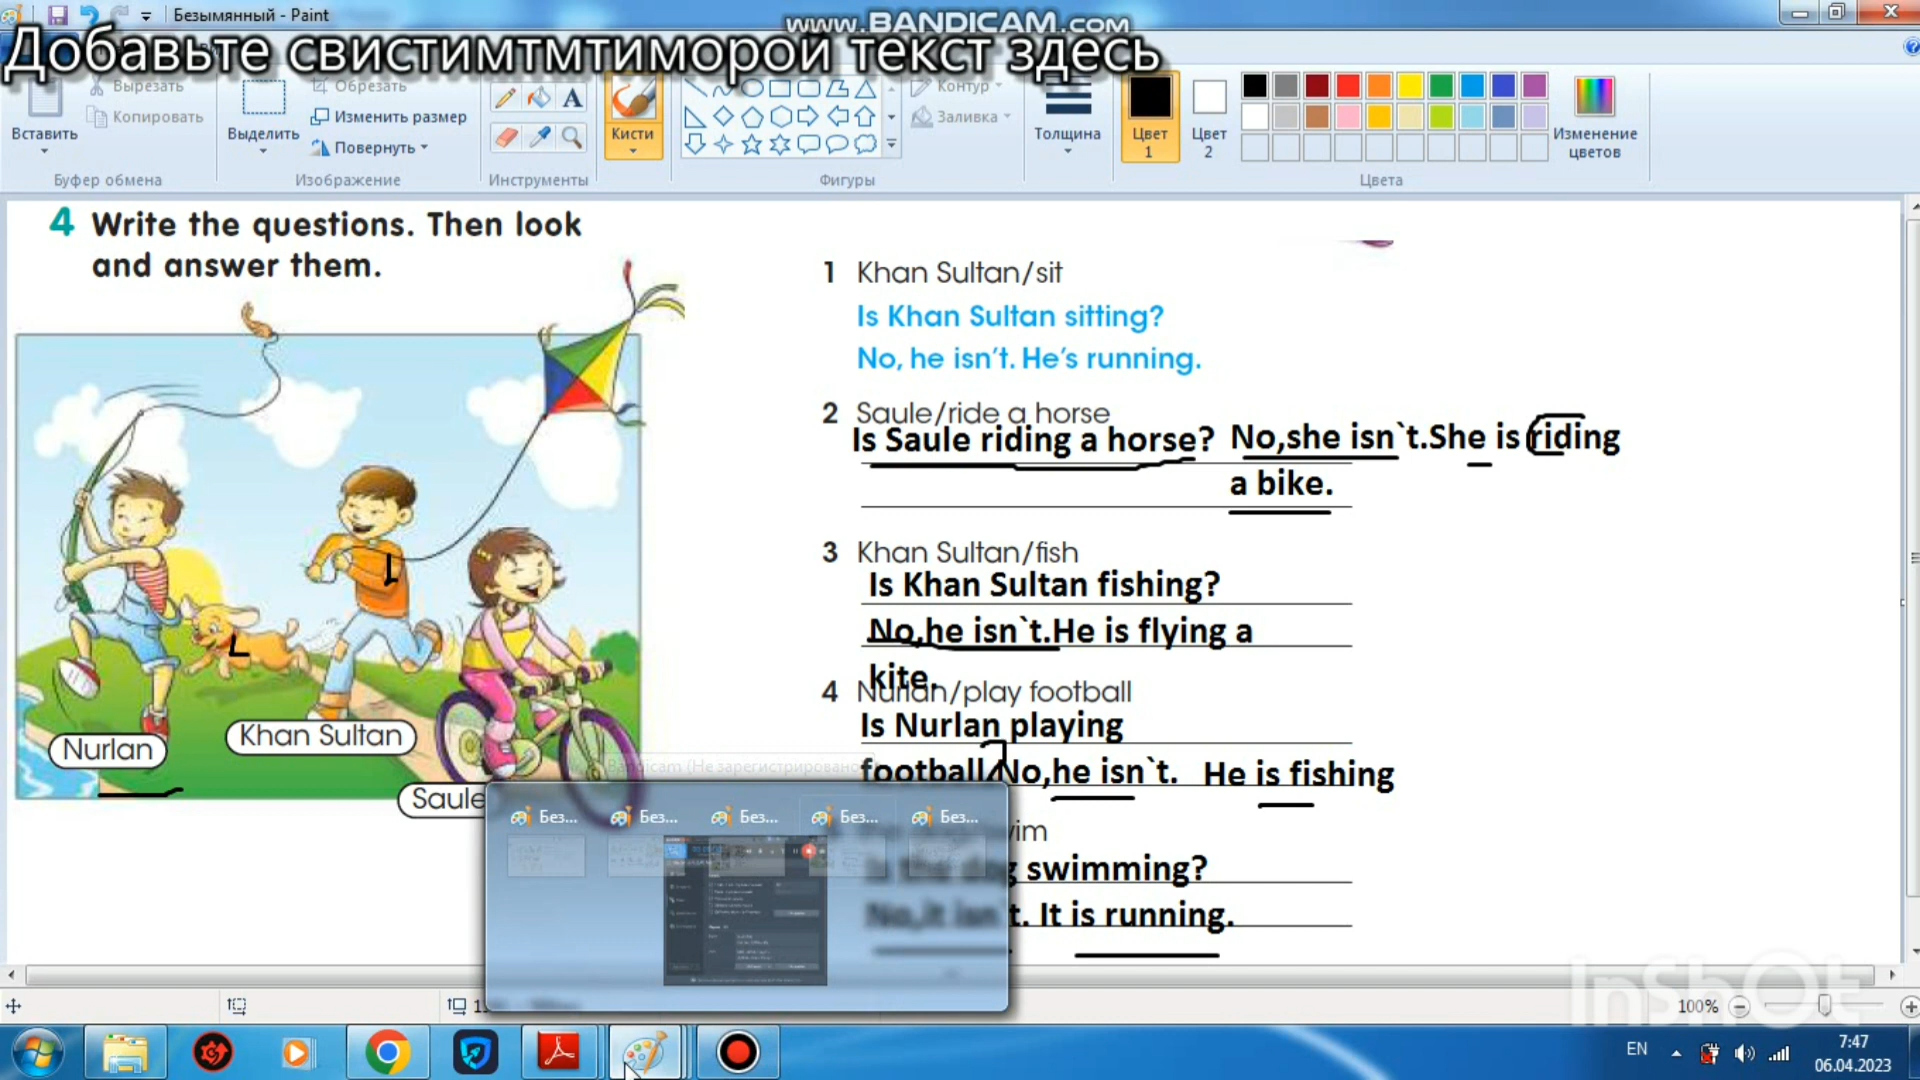 Безымянный - Paint
www.BANDICAM.com
Добавьте свистимтмтиморой текст здесь
Вставить
Вырезать
Копировать
Буфер обмена
Выделить
Обрезать
Изменить размер
Повернуть
Изображение
Инструменты
Кисти
Фигуры
Контур
Заливка
Толщина
Цвет 1
Цвет 2
Цвета
Изменение цветов
4 Write the questions. Then look
and answer them.
Nurlan
Khan Sultan
Saule
1 Khan Sultan/sit
Is Khan Sultan sitting?
No, he isn't. He's running.
2 Saule/ride a horse
Is Saule riding a horse? No,she isn`t.She is riding
a bike.
3 Khan Sultan/fish
Is Khan Sultan fishing?
No,he isn`t.He is flying a
kite.
4 Nurlan/play football
Is Nurlan playing
football No,he isn`t. He is fishing
swimming?
No,it isn`t. It is running.
Bandicam
Без...
Без...
Без...
Без...
Без...
InShOt
100%
EN
7:47
06.04.2023